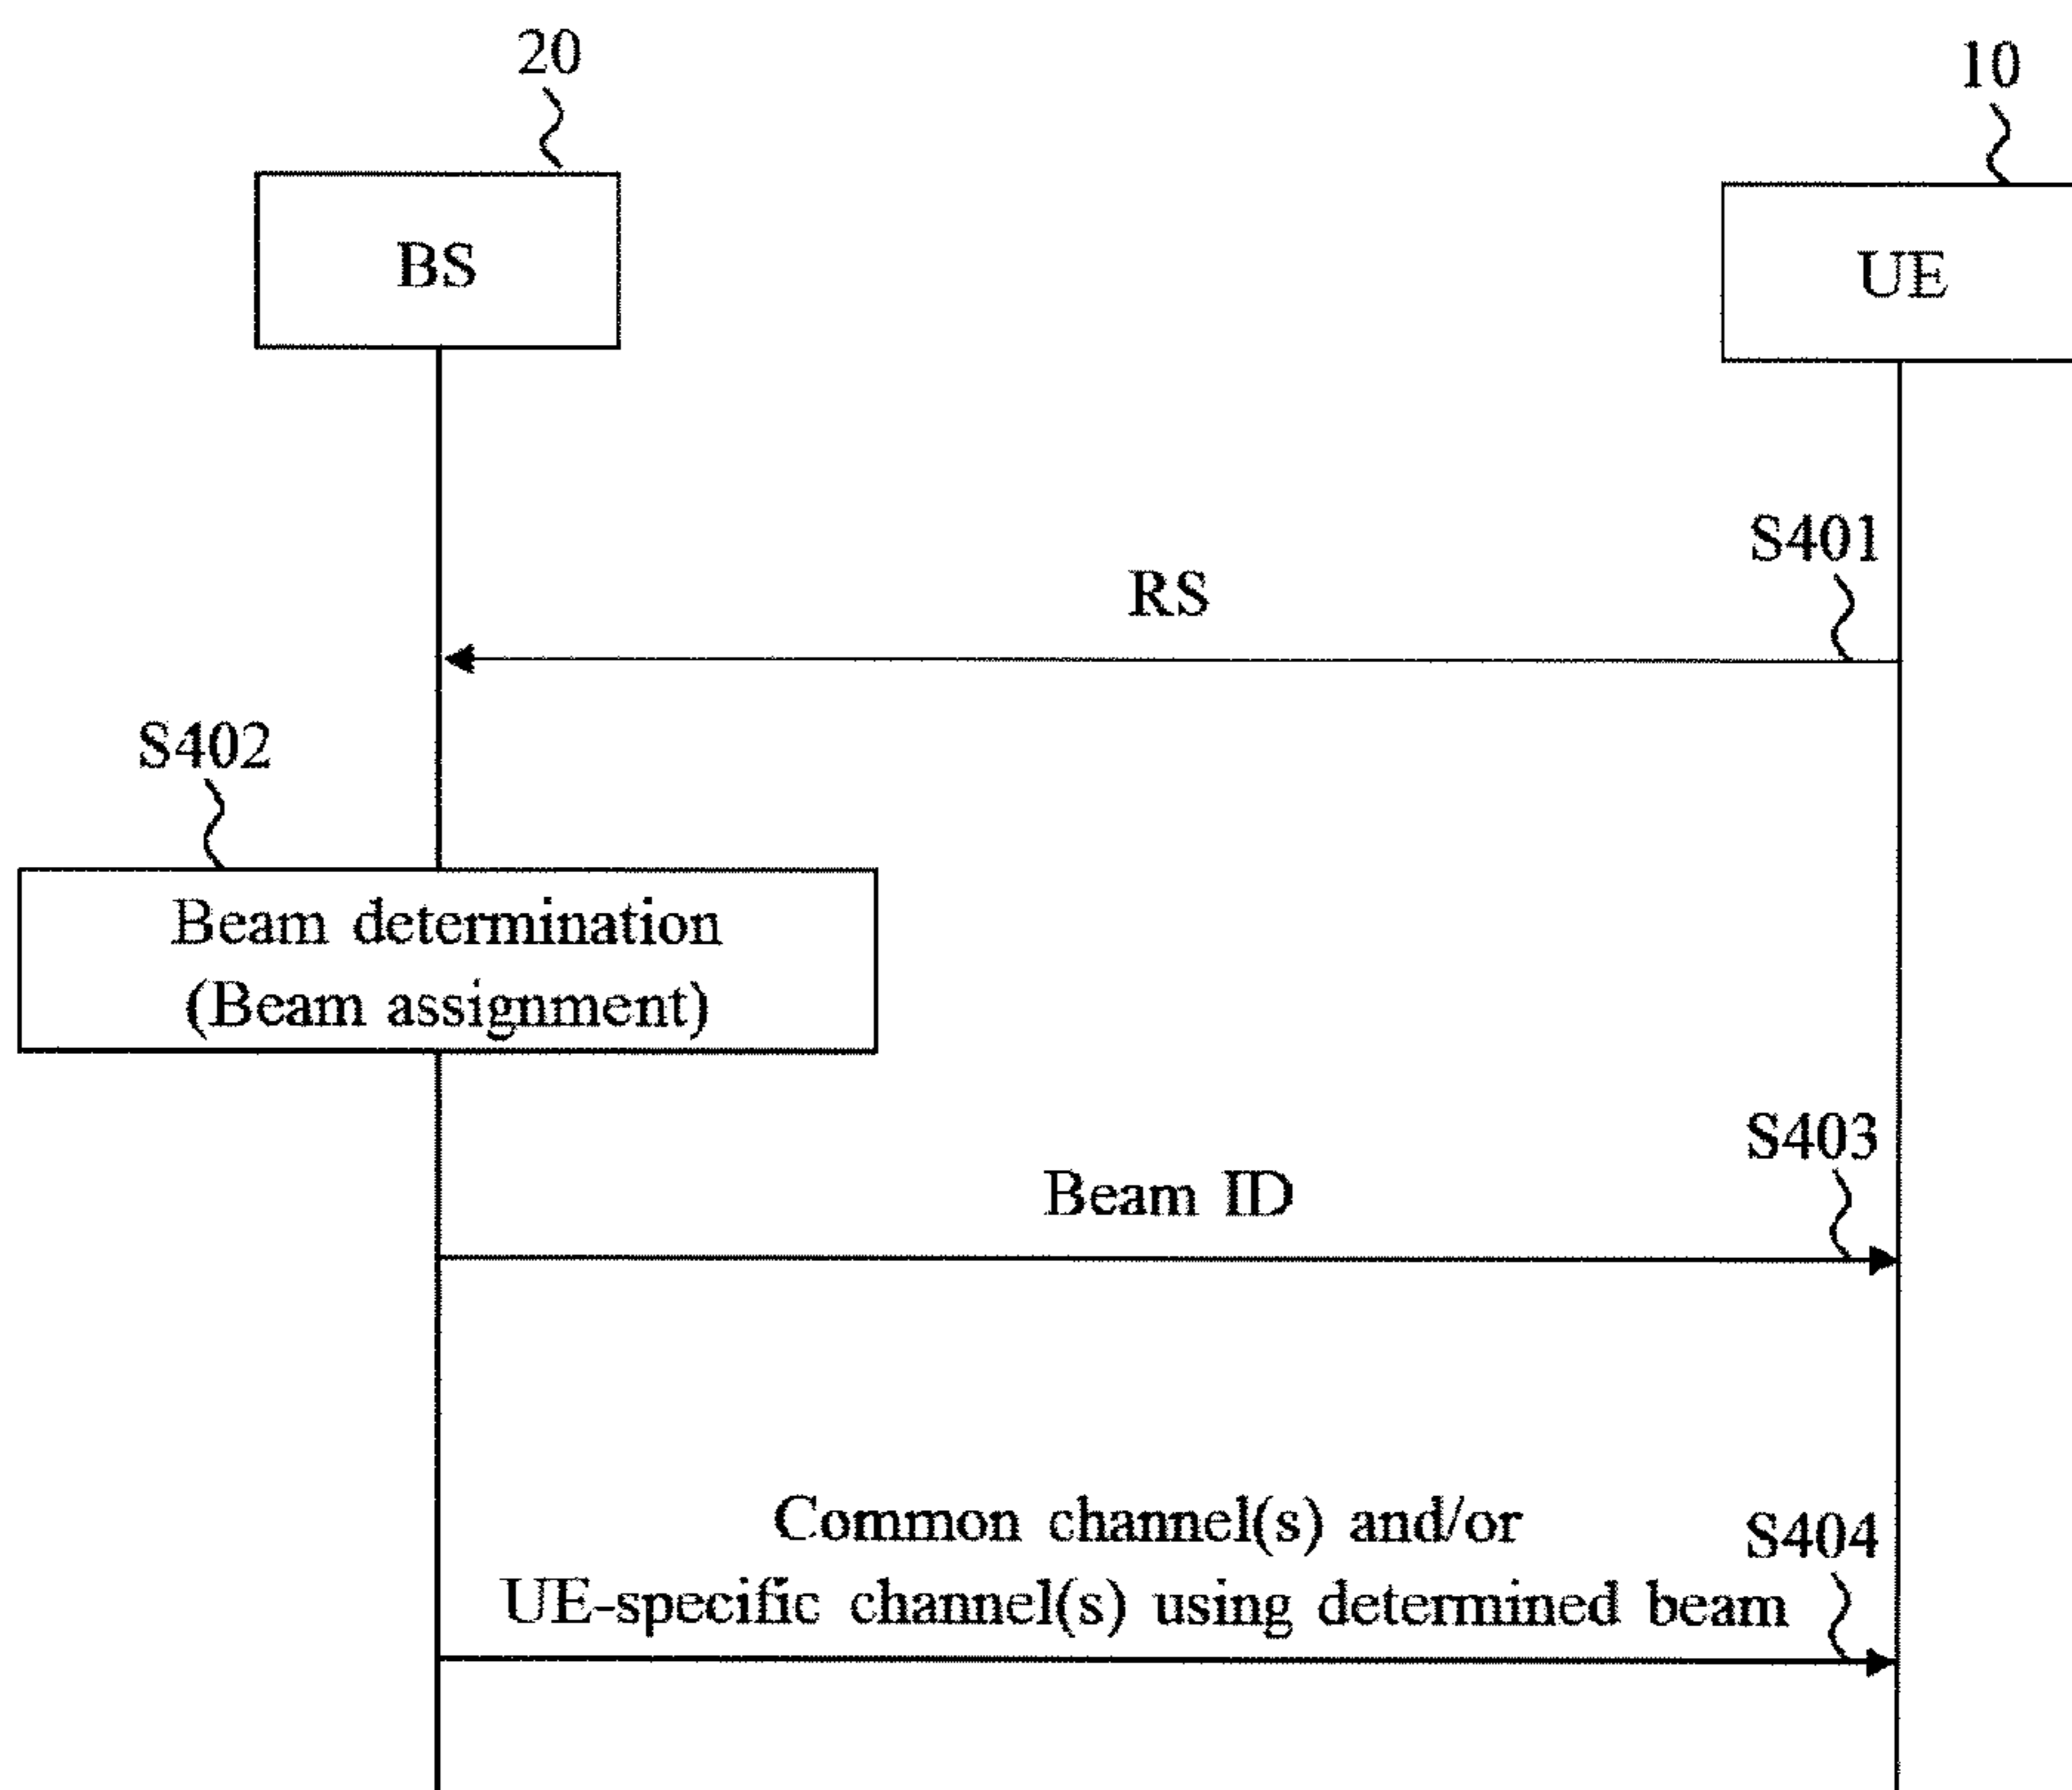 20
10
BS
UE
S401
RS
S402
Beam determination
(Beam assignment)
S403
Beam ID
Common channel(s) and/or
S404
UE-specific channel(s) using determined beam